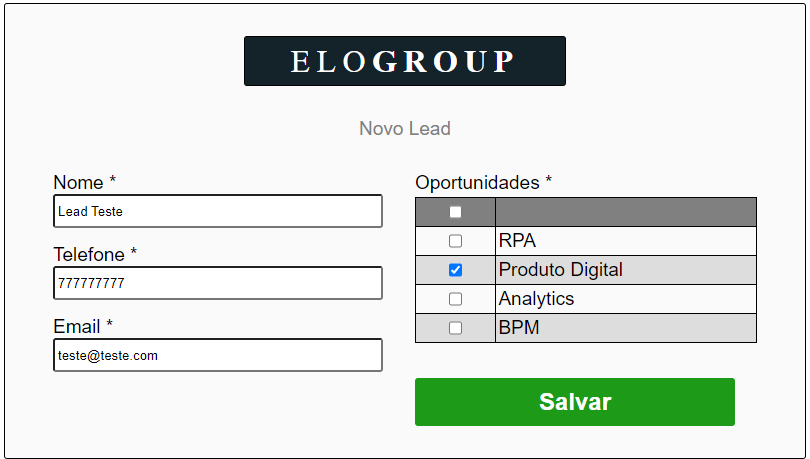 ELOGROUP
Novo Lead
Nome *
Lead Teste
Telefone *
777777777
Email *
teste@teste.com
Oportunidades *
RPA
Produto Digital
Analytics
BPM
Salvar